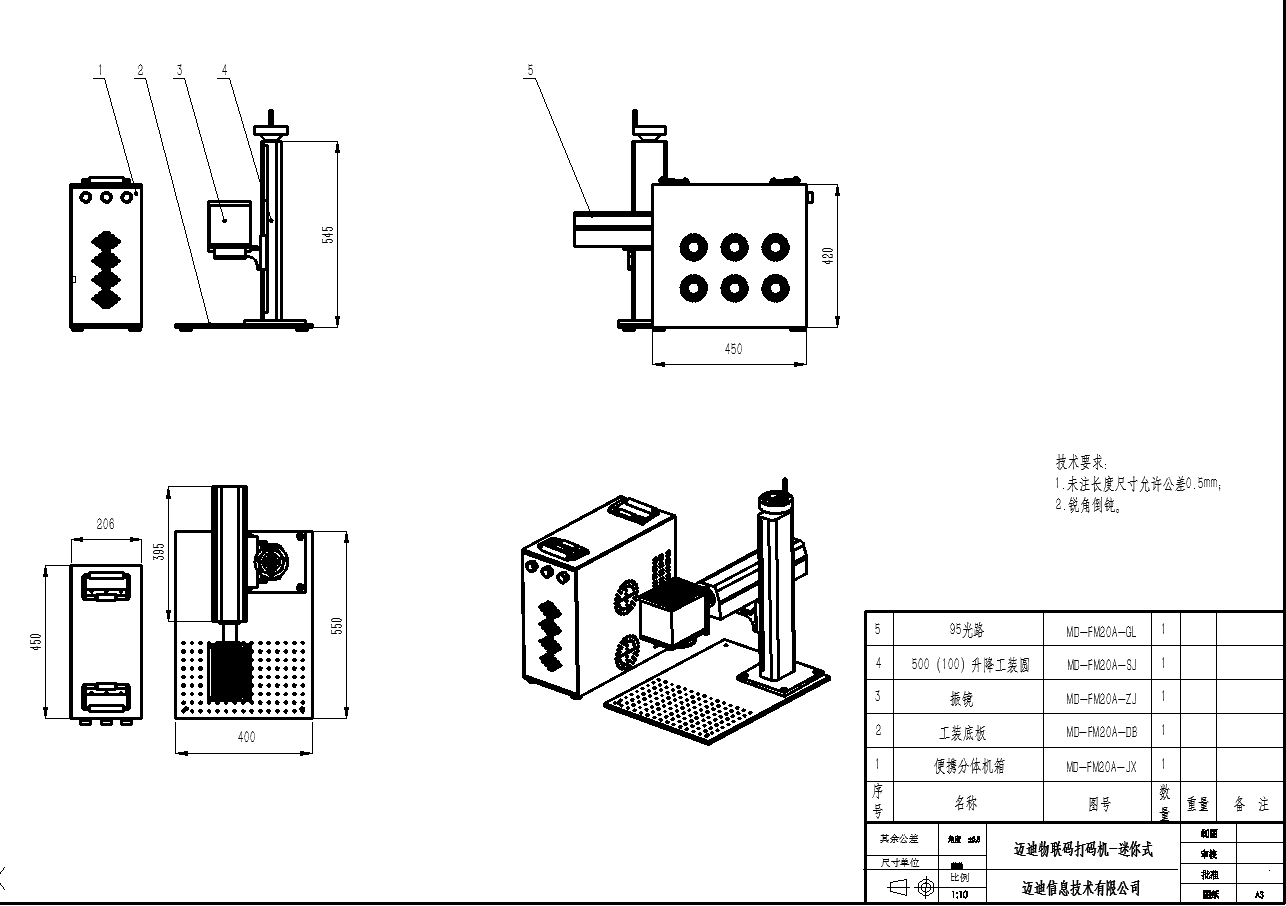 1 2 3 4 5
545
420
450
技术要求:
1.未注长度尺寸允许公差0.5mm;
2.锐角倒钝。
206
395
450
550
400
5 95光路 MD-FM20A-GL 1
4 500 (100) 升降工装圆 MD-FM20A-SJ 1
3 振镜 MD-FM20A-ZJ 1
2 工装底板 MD-FM20A-DB 1
1 便携分体机箱 MD-FM20A-JX 1
序号 名称 图号 数量 重量 备 注
其余公差 角度 制图
迈迪物联码打码机-迷你式
尺寸单位 审核
比例 批准
1:10 迈迪信息技术有限公司 图纸 A3